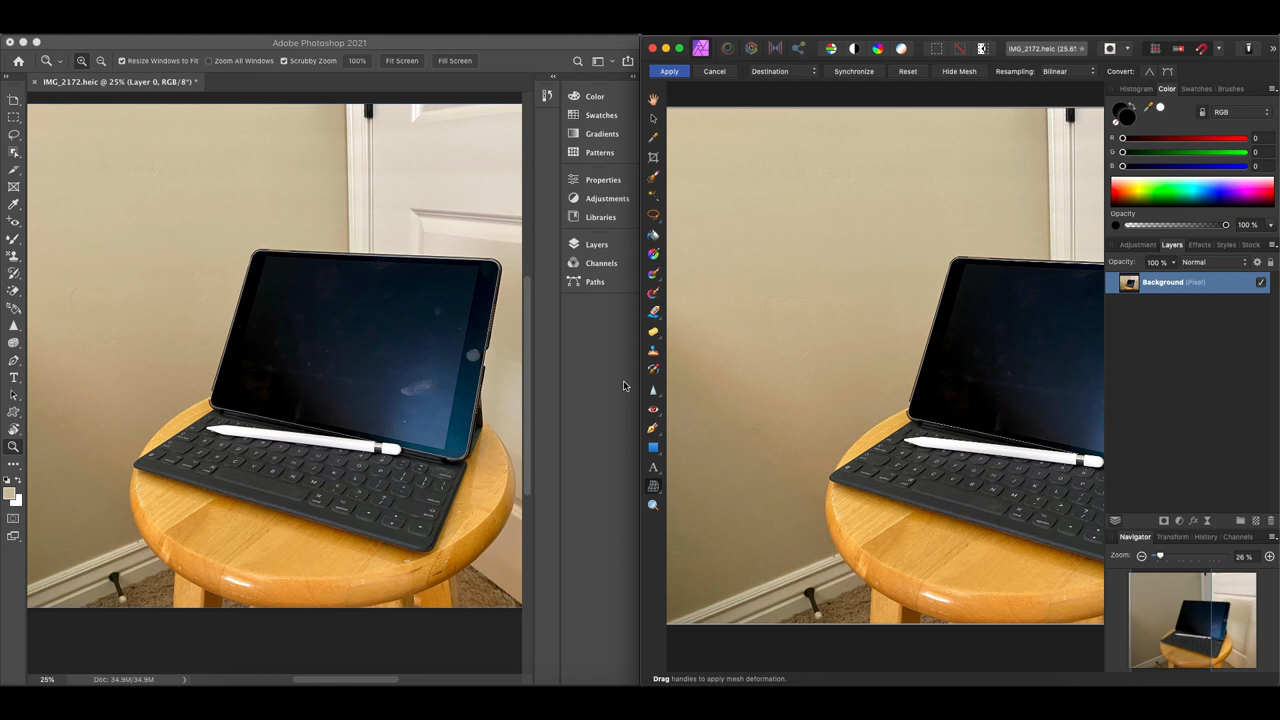 Adobe Photoshop 2021
Resize Windows to Fit Zoom All Windows Scrubby Zoom 100% Fit Screen Fill Screen
× IMG_2172.heic @ 25% (Layer 0, RGB/8*) *
Color
Swatches
Gradients
Patterns
Properties
Adjustments
Libraries
Layers
Channels
Paths
25% Doc: 34.9M/34.9M
IMG_2172.heic (25.6
Apply Cancel Destination Synchronize Reset Hide Mesh Resampling: Bilinear Convert:
Histogram Color Swatches Brushes
RGB
R 0
G 0
B 0
Opacity
100 %
Adjustment Layers Effects Styles Stock
Opacity: 100 % Normal
Background (Pixel)
Navigator Transform History Channels
Zoom: 26 %
Drag handles to apply mesh deformation.